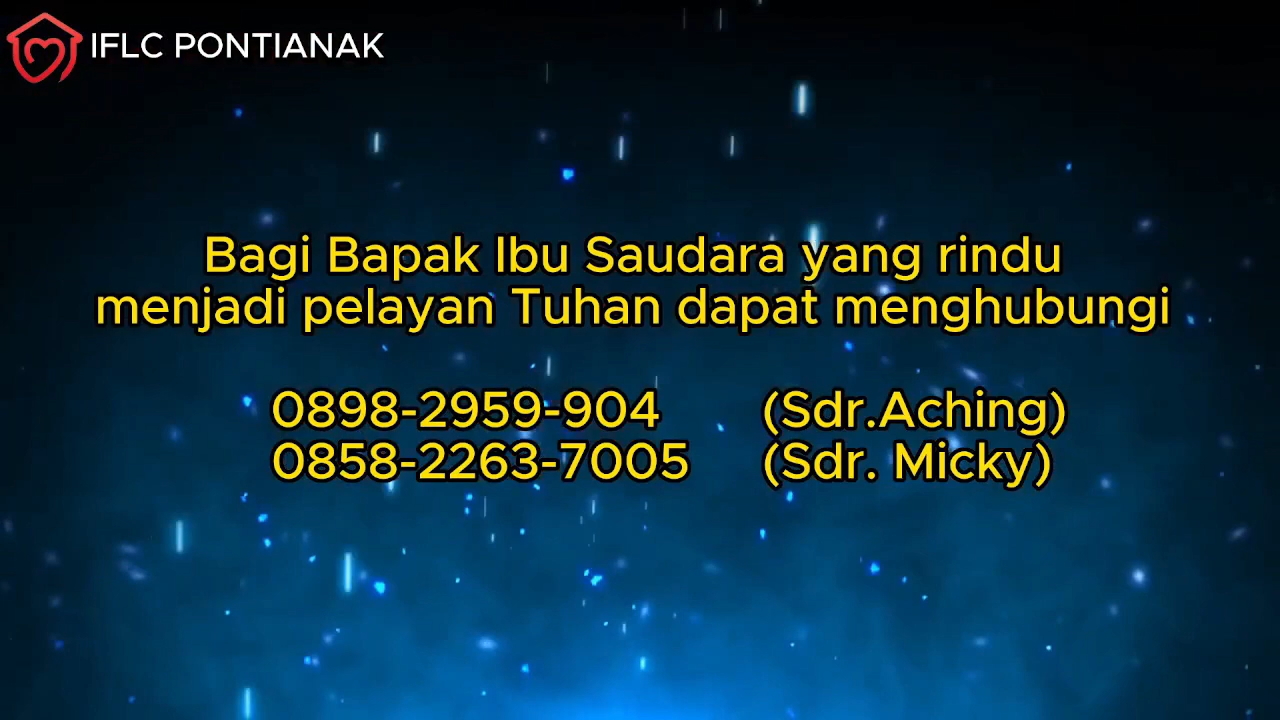 IFLC PONTIANAK
Bagi Bapak Ibu Saudara yang rindu
menjadi pelayan Tuhan dapat menghubungi
0898-2959-904 (Sdr.Aching)
0858-2263-7005 (Sdr. Micky)